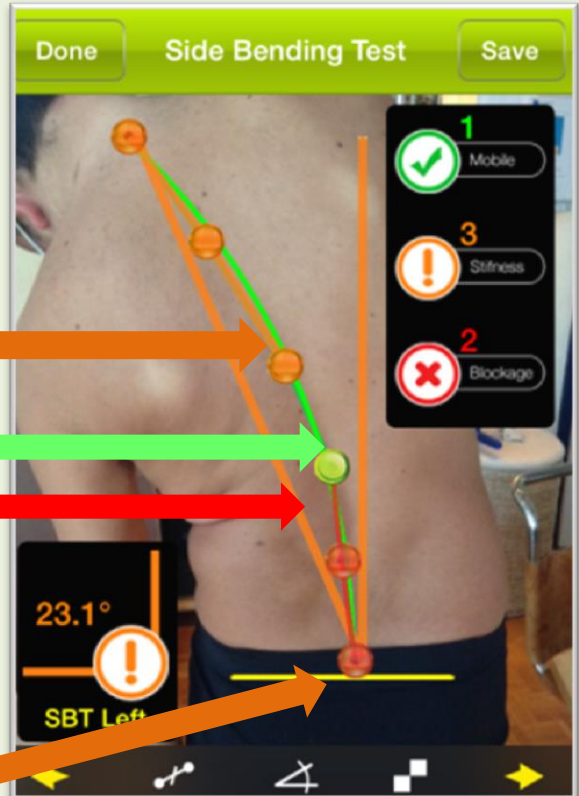 Done Side Bending Test Save
1
Mobile
3
Stifness
2
Blockage
23.1°
SBT Left